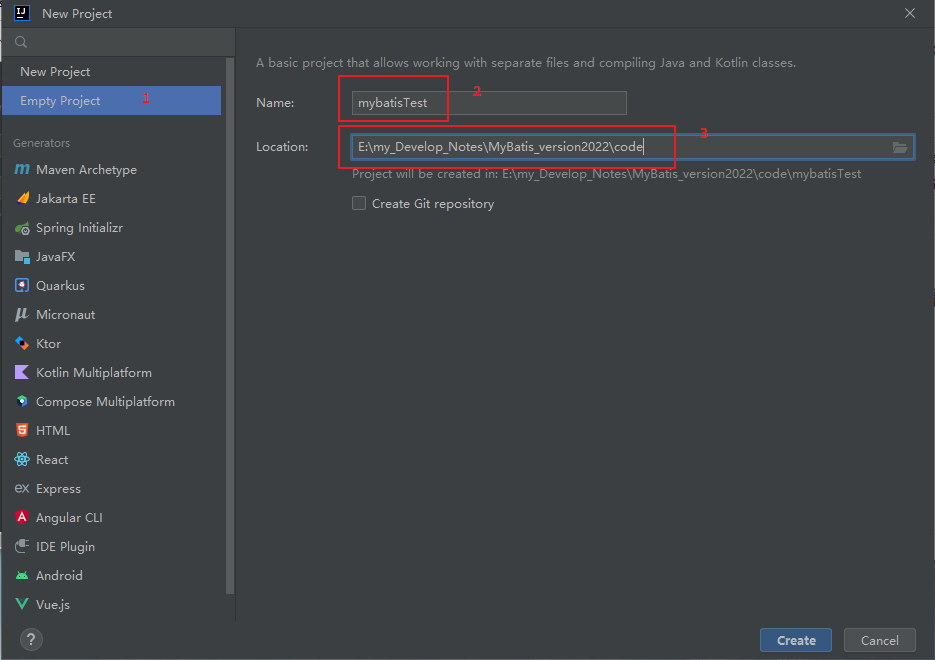 IJ
New Project
New Project
Empty Project 1
Generators
Maven Archetype
Jakarta EE
Spring Initializr
JavaFX
Quarkus
Micronaut
Ktor
Kotlin Multiplatform
Compose Multiplatform
HTML
React
ex Express
Angular CLI
IDE Plugin
Android
Vue.js
?
A basic project that allows working with separate files and compiling Java and Kotlin classes.
Name: mybatisTest 2
Location: E:\my_Develop_Notes\MyBatis_version2022\code 3
Project will be created in: E:\my_Develop_Notes\MyBatis_version2022\code\mybatisTest
Create Git repository
Create Cancel